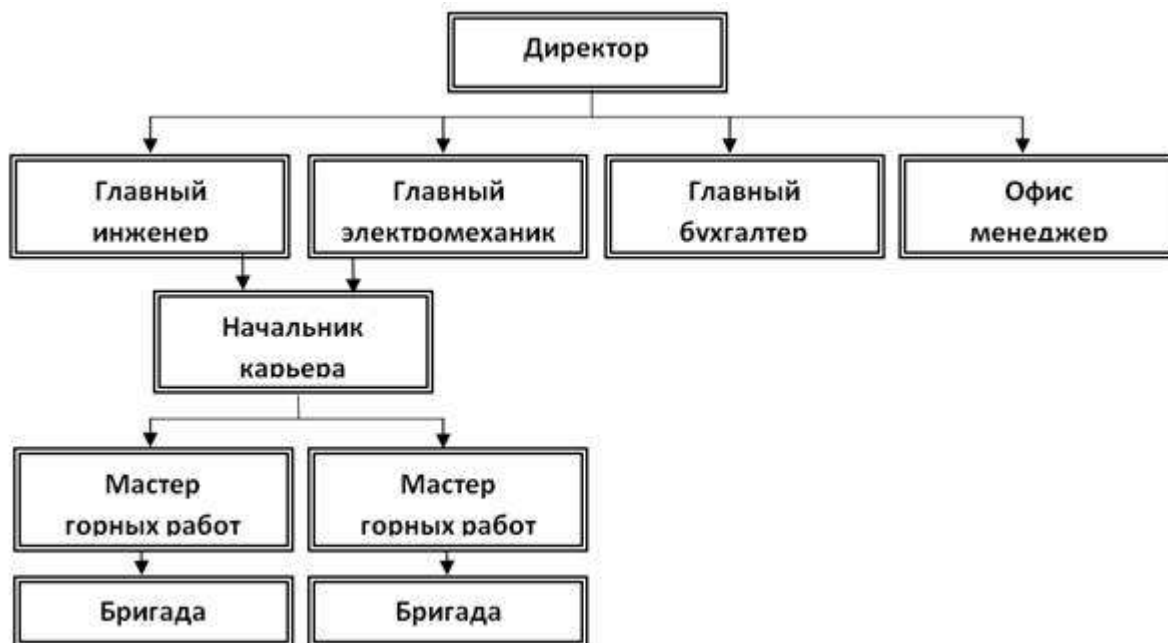 Директор
Главный
инженер
Главный
электромеханик
Главный
бухгалтер
Офис
менеджер
Начальник
карьера
Мастер
горных работ
Мастер
горных работ
Бригада
Бригада